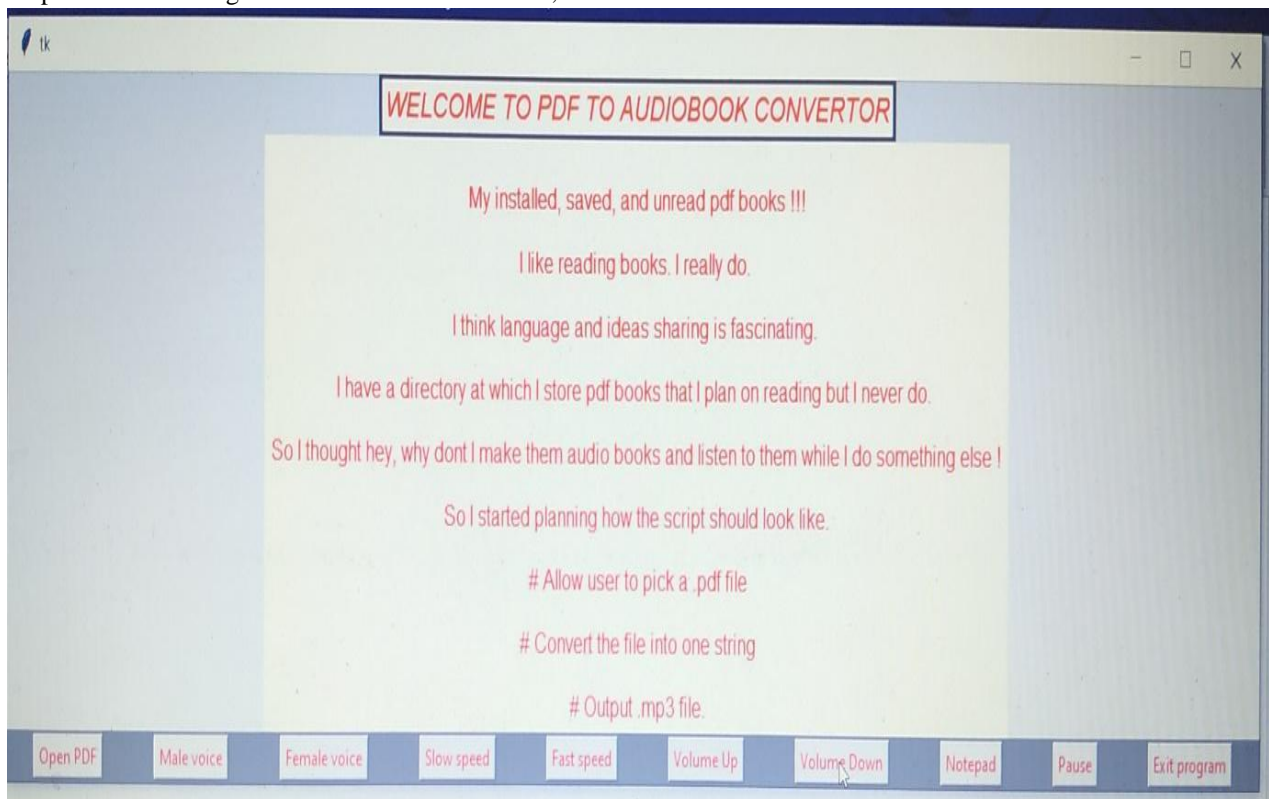 tk
WELCOME TO PDF TO AUDIOBOOK CONVERTOR
My installed, saved, and unread pdf books !!!
I like reading books. I really do.
I think language and ideas sharing is fascinating.
I have a directory at which I store pdf books that I plan on reading but I never do.
So I thought hey, why dont I make them audio books and listen to them while I do something else !
So I started planning how the script should look like.
# Allow user to pick a .pdf file
# Convert the file into one string
# Output .mp3 file.
Open PDF Male voice Female voice Slow speed Fast speed Volume Up Volume Down Notepad Pause Exit program